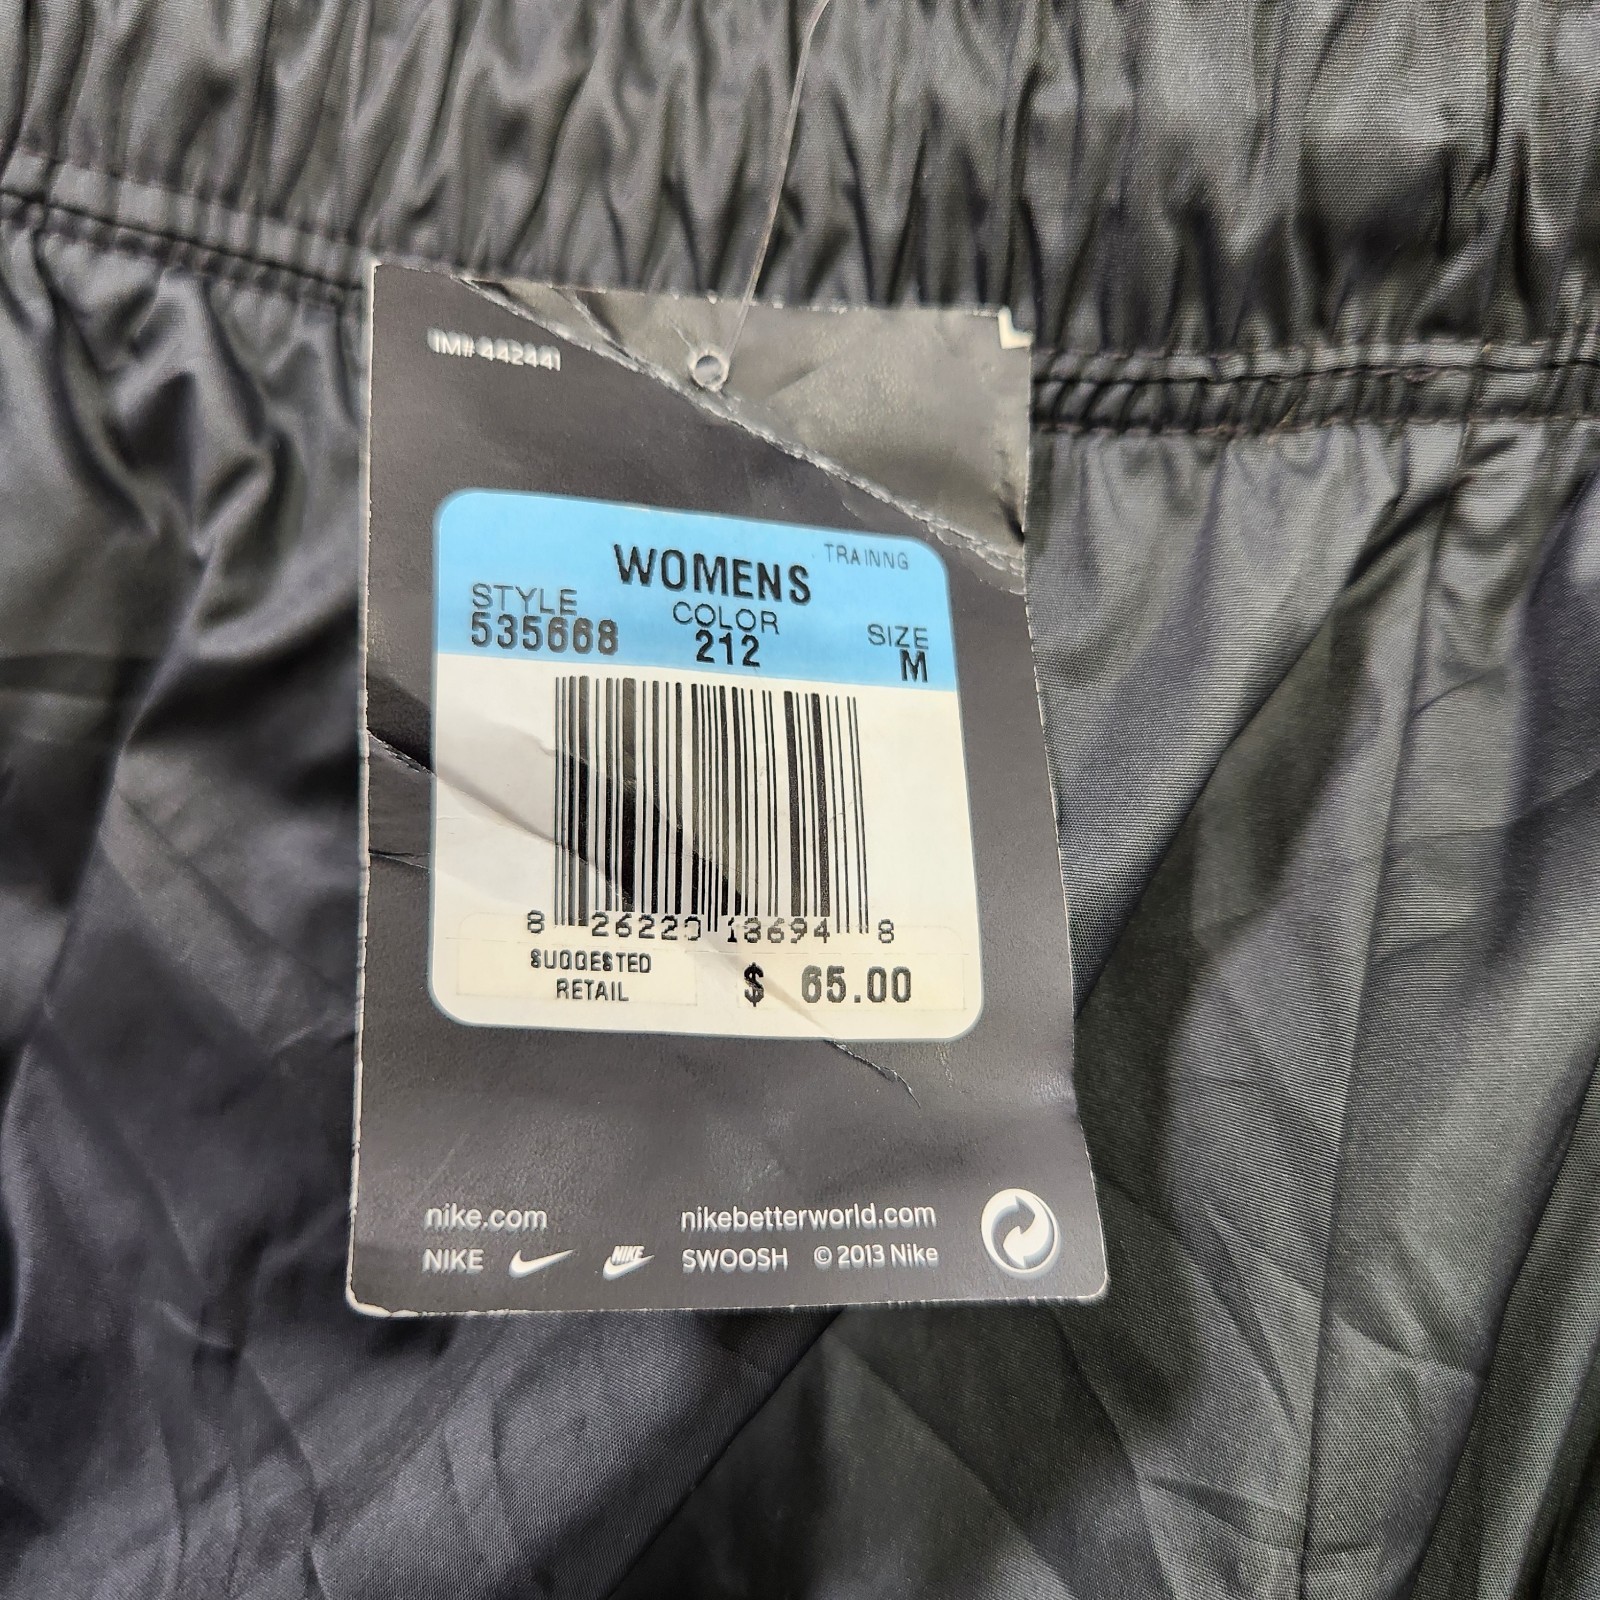 IM# 442441
WOMENS TRAINNG
STYLE COLOR SIZE
535668 212 M
8 26220 18694 8
SUGGESTED RETAIL $ 65.00
nike.com nikebetterworld.com
NIKE NIKE SWOOSH © 2013 Nike